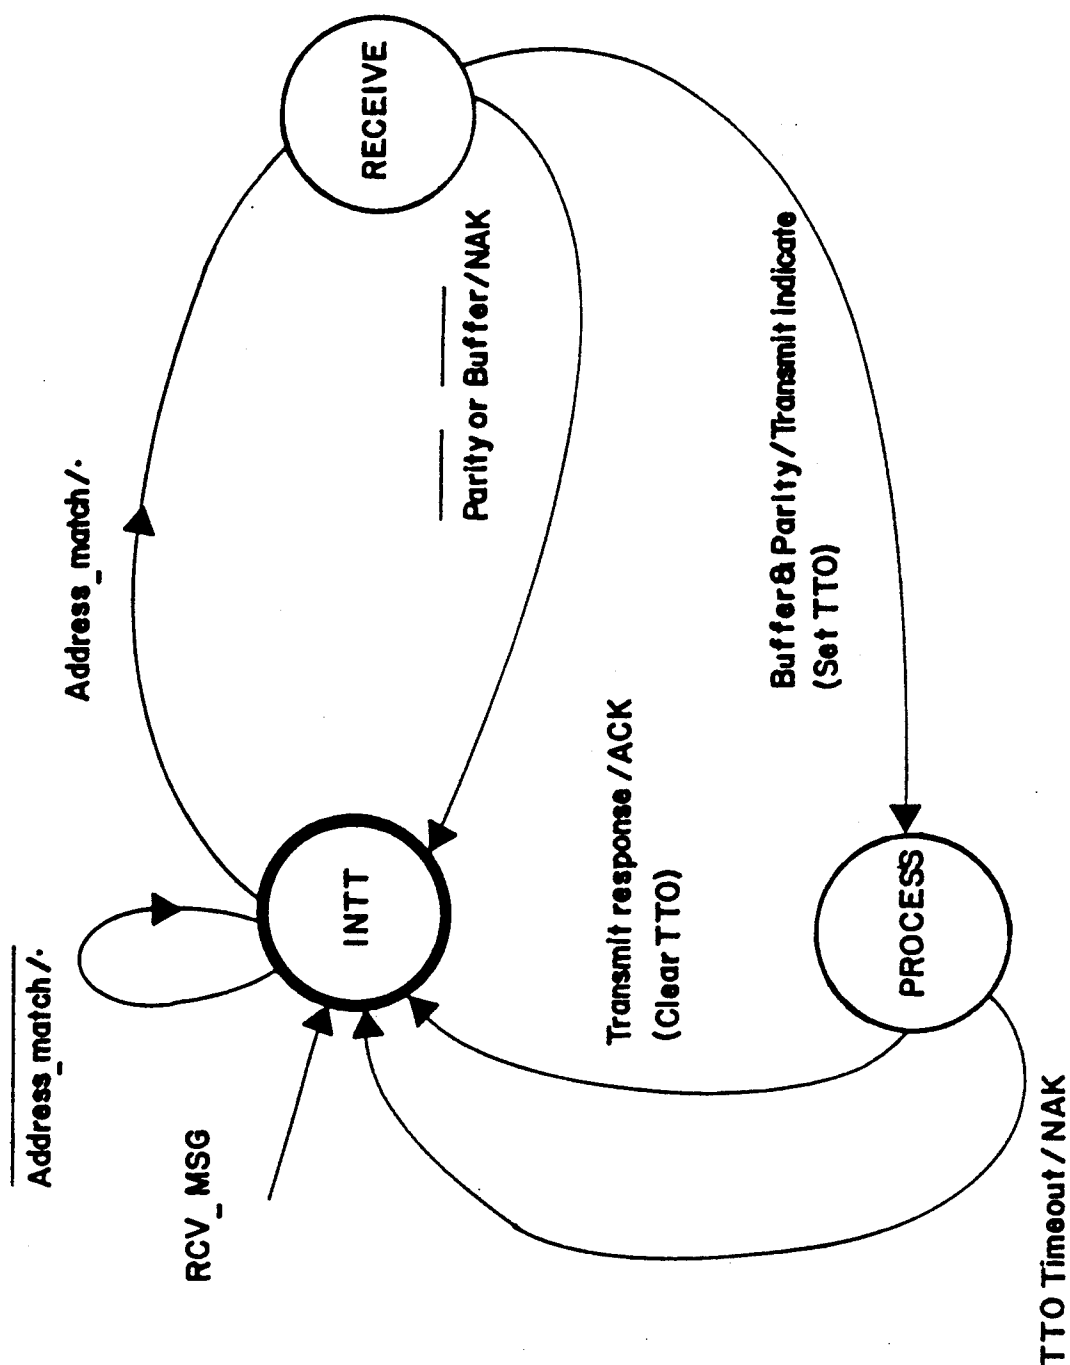 Address_match/·
RCV_MSG
Address_match/·
INTT
RECEIVE
Parity or Buffer/NAK
Transmit response /ACK
(Clear TTO)
Buffer & Parity/Transmit indicate
(Set TTO)
PROCESS
TTO Timeout/NAK